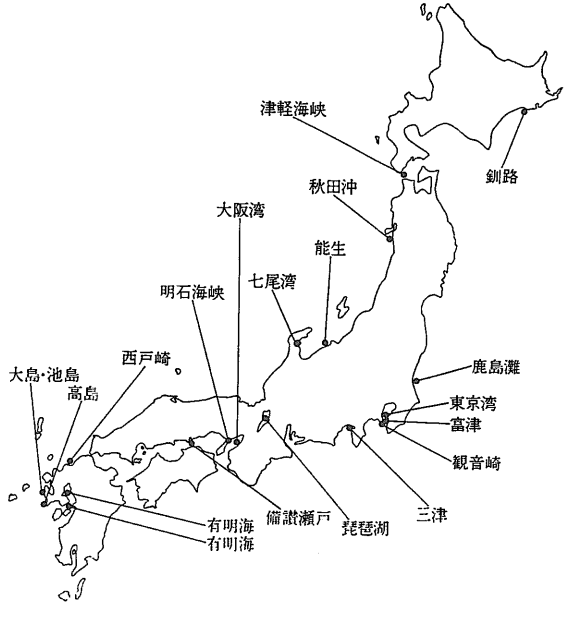 津軽海峡
釧路
秋田沖
大阪湾
能生
七尾湾
明石海峡
西戸崎
大島・池島
高島
鹿島灘
東京湾
富津
観音崎
三津
琵琶湖
備讃瀬戸
有明海
有明海